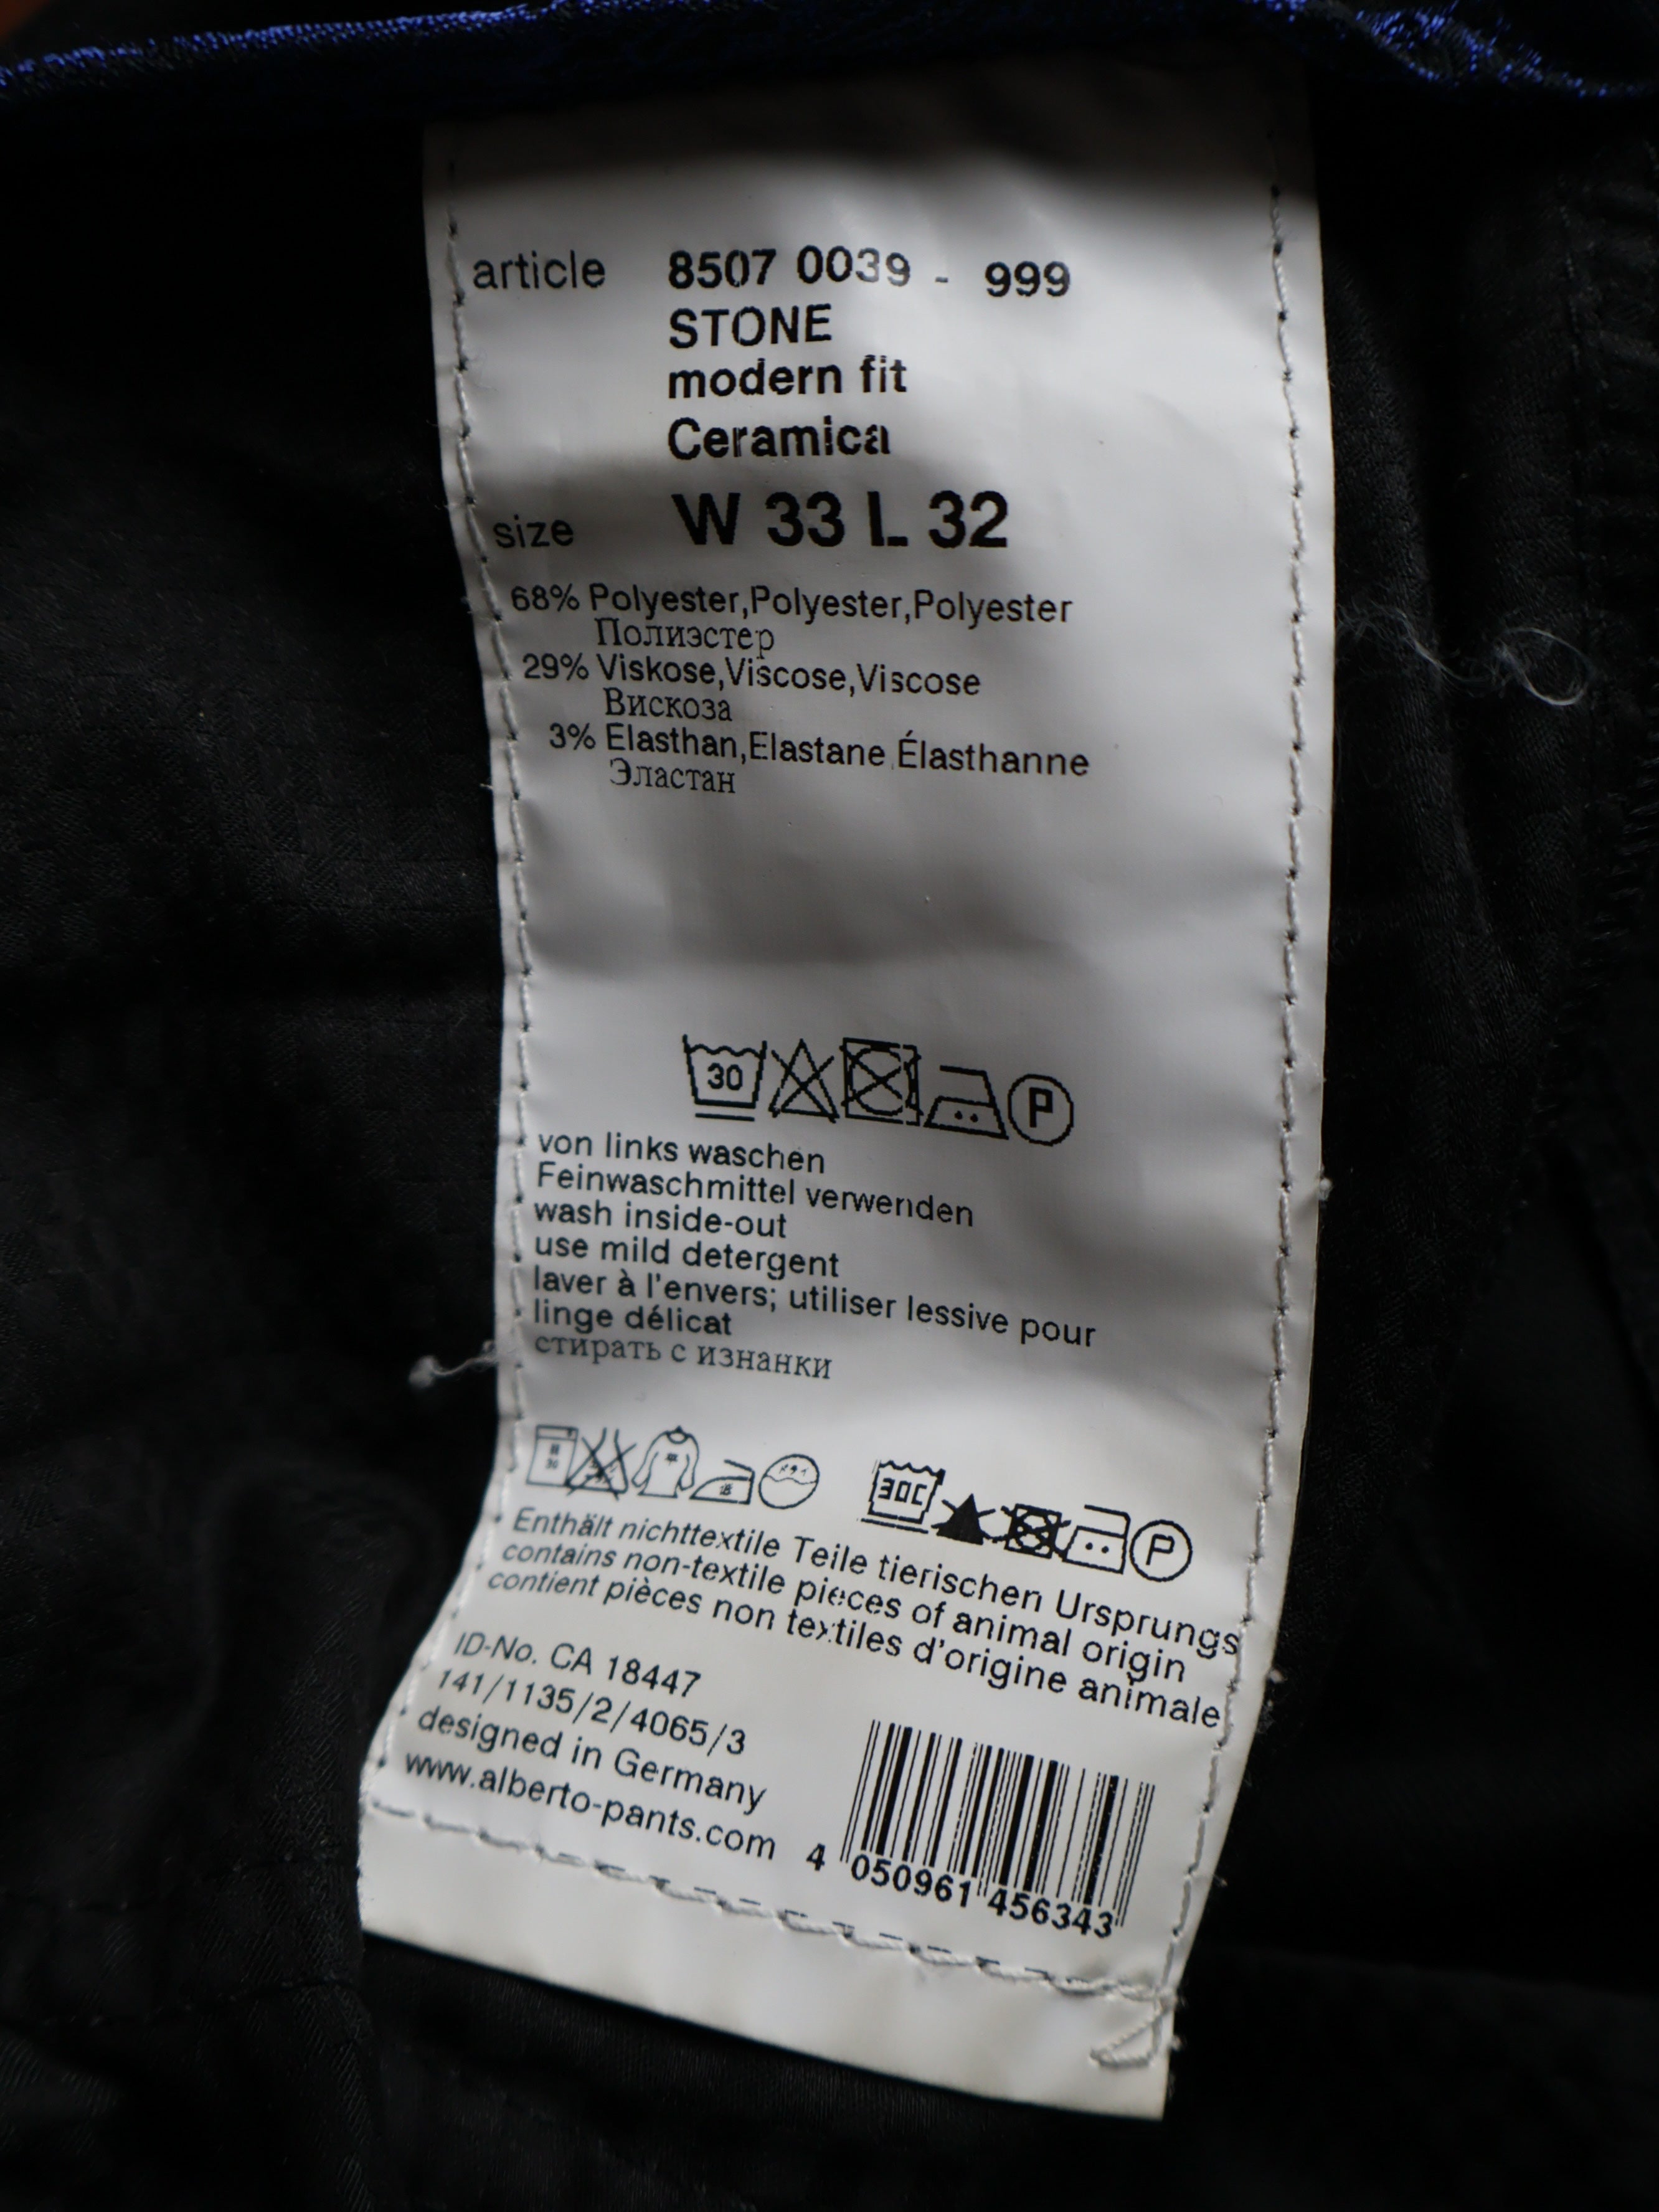 article 8507 0039 - 999
STONE
modern fit
Ceramica
size W 33 L 32
68% Polyester,Polyester,Polyester
Полиэстер
29% Viskose,Viscose,Viscose
Вискоза
3% Elasthan,Elastane,Élasthanne
Эластан
30 P
von links waschen
Feinwaschmittel verwenden
wash inside-out
use mild detergent
laver à l'envers; utiliser lessive pour
linge délicat
стирать с изнанки
30C P
Enthält nichttextile Teile tierischen Ursprungs
contains non-textile pieces of animal origin
contient pièces non textiles d'origine animale
ID-No. CA 18447
141/1135/2/4065/3
designed in Germany
www.alberto-pants.com
4 050961 456343